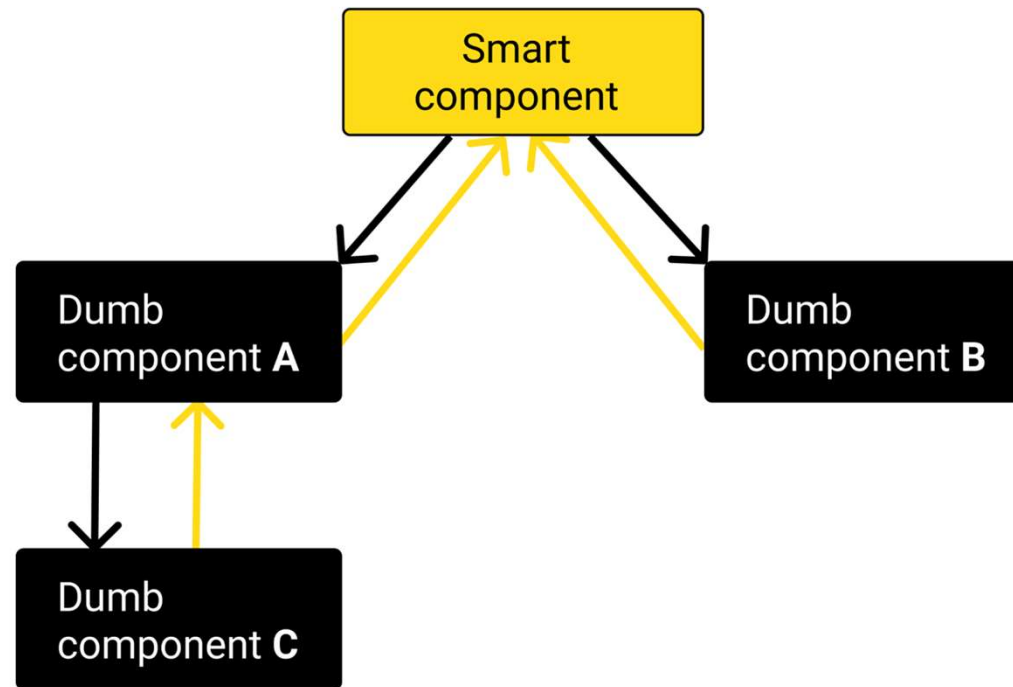 Smart
component
Dumb
component A
Dumb
component B
Dumb
component C